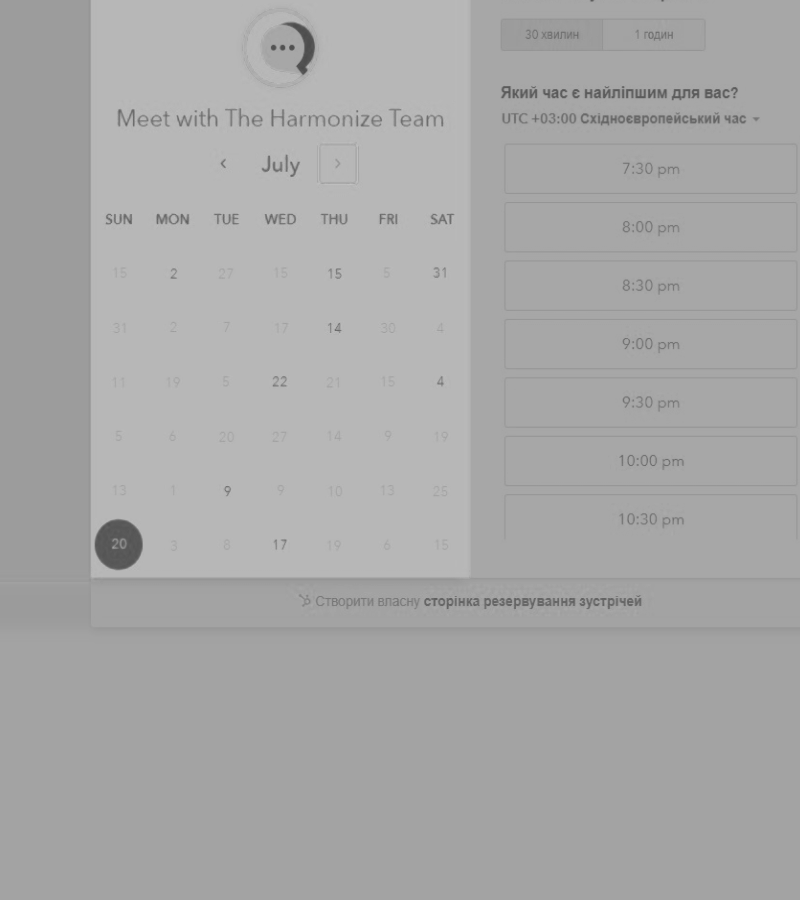 30 хвилин 1 годин
Який час є найліпшим для вас?
UTC +03:00 Східноєвропейський час
Meet with The Harmonize Team
July
SUN MON TUE WED THU FRI SAT
15 2 27 15 15 5 31
31 2 7 17 14 30 4
11 19 5 22 21 15 4
5 6 20 27 14 9 19
13 1 9 9 10 13 25
20 3 8 17 19 6 15
7:30 pm
8:00 pm
8:30 pm
9:00 pm
9:30 pm
10:00 pm
10:30 pm
Створити власну сторінка резервування зустрічей